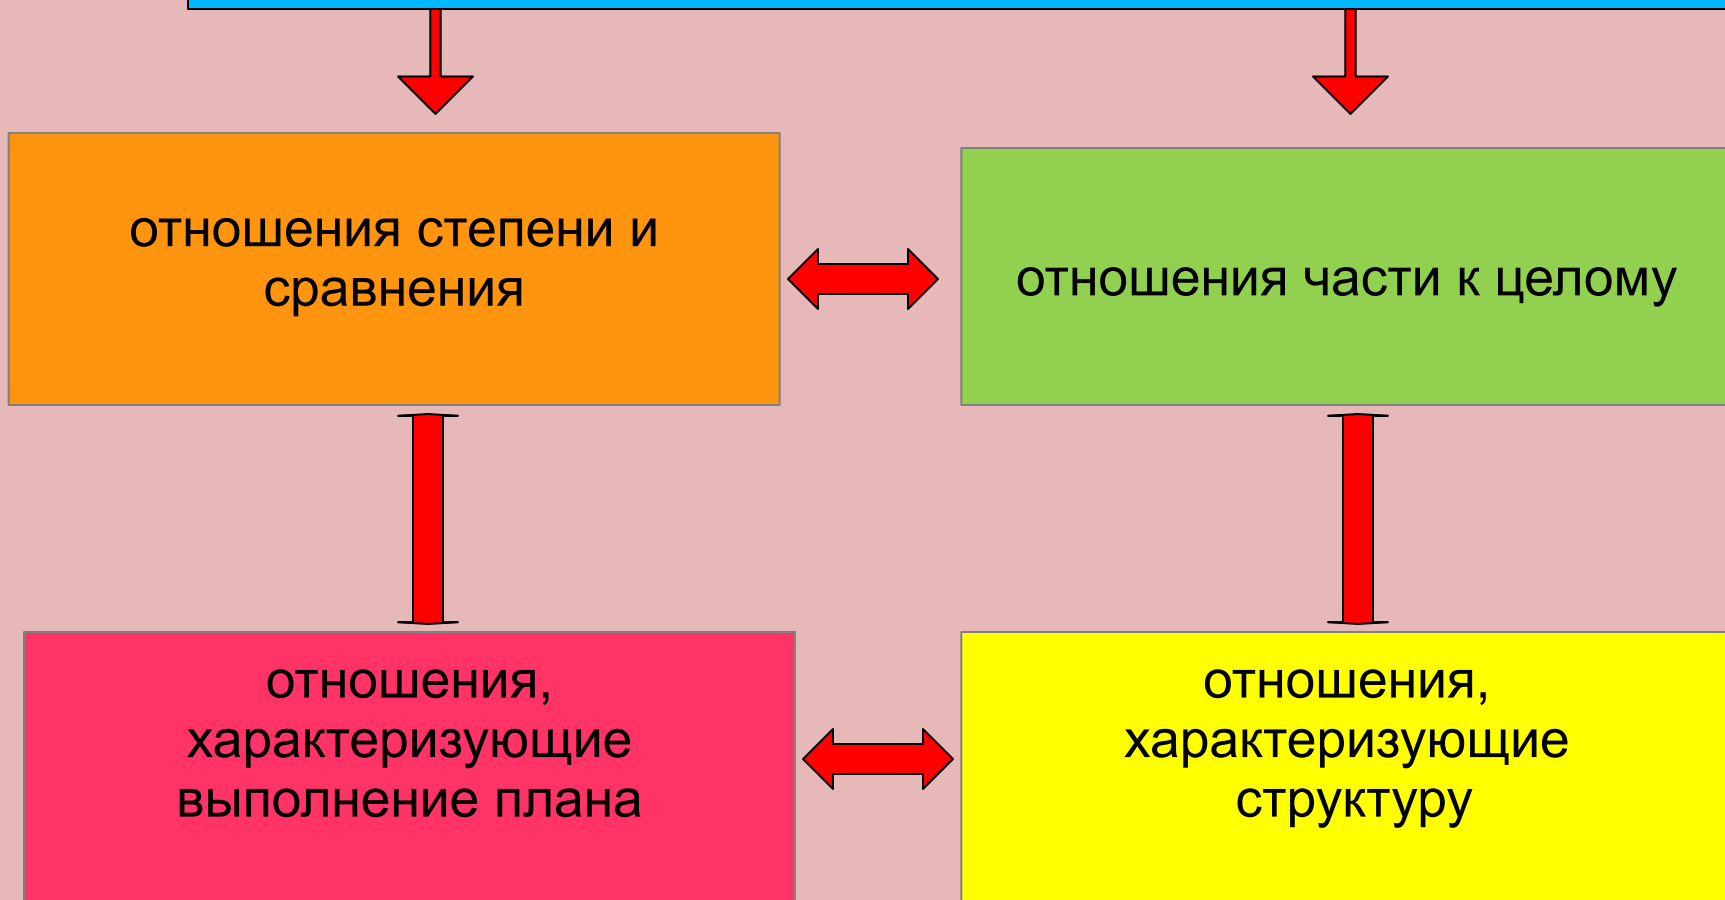 отношения степени и
сравнения
отношения части к целому
отношения,
характеризующие
выполнение плана
отношения,
характеризующие
структуру